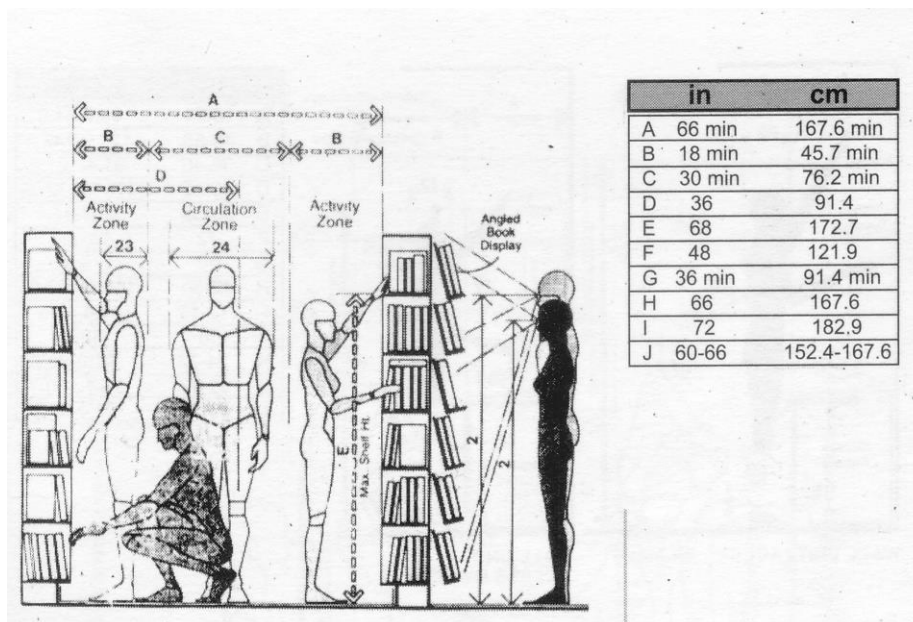 A
B C B
D
Activity Zone
Circulation Zone
Activity Zone
23
24
Angled Book Display
E
Max. Shelf Ht.
2
2
in cm
A 66 min 167.6 min
B 18 min 45.7 min
C 30 min 76.2 min
D 36 91.4
E 68 172.7
F 48 121.9
G 36 min 91.4 min
H 66 167.6
I 72 182.9
J 60-66 152.4-167.6